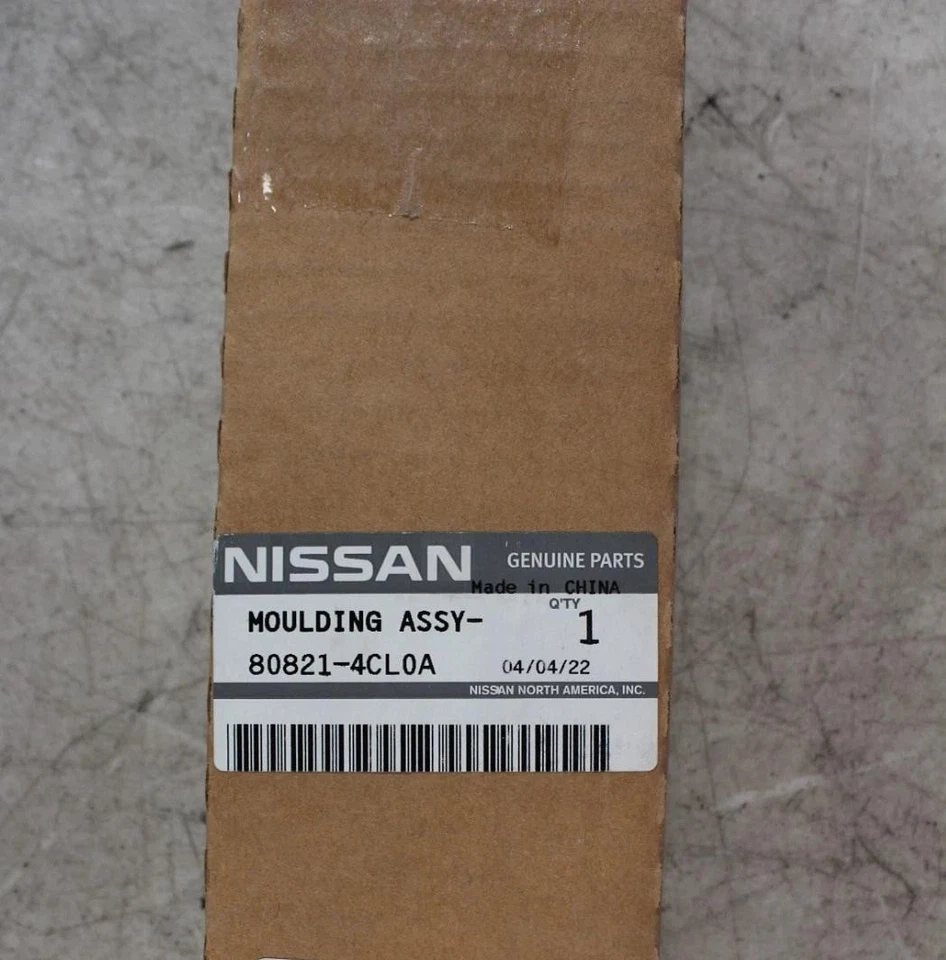 NISSAN GENUINE PARTS
Made in CHINA
Q'TY
MOULDING ASSY- 1
80821-4CL0A 04/04/22
NISSAN NORTH AMERICA, INC.